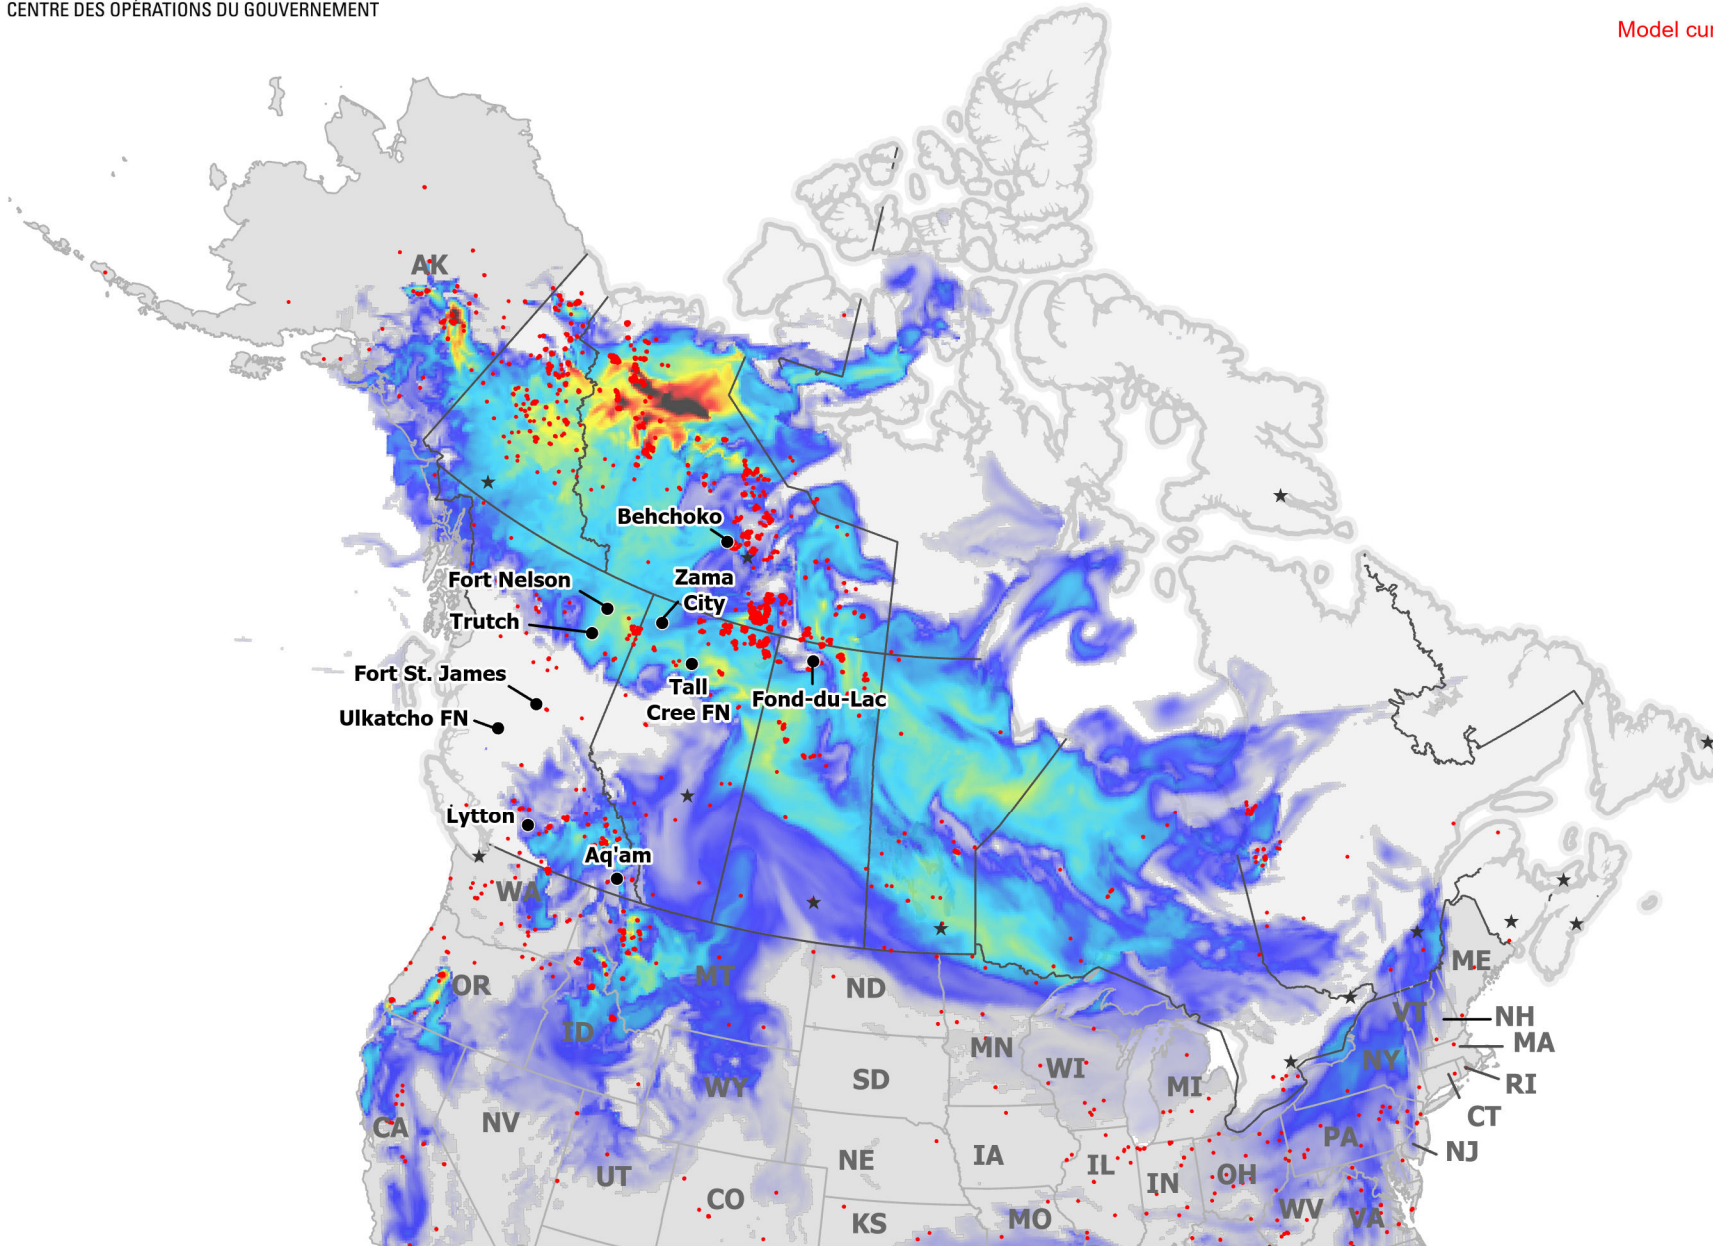 CENTRE DES OPÉRATIONS DU GOUVERNEMENT
Model cur
AK
Behchoko
Fort Nelson
Zama
City
Trutch
Fort St. James
Tall
Cree FN
Fond-du-Lac
Ulkatcho FN
Lytton
Aq'am
WA
OR
MT
ND
ME
ID
MN
VT
NH
MA
WI
NY
RI
SD
WY
MI
CT
CA
NV
PA
NJ
UT
NE
IA
IL
IN
OH
CO
KS
MO
WV
VA